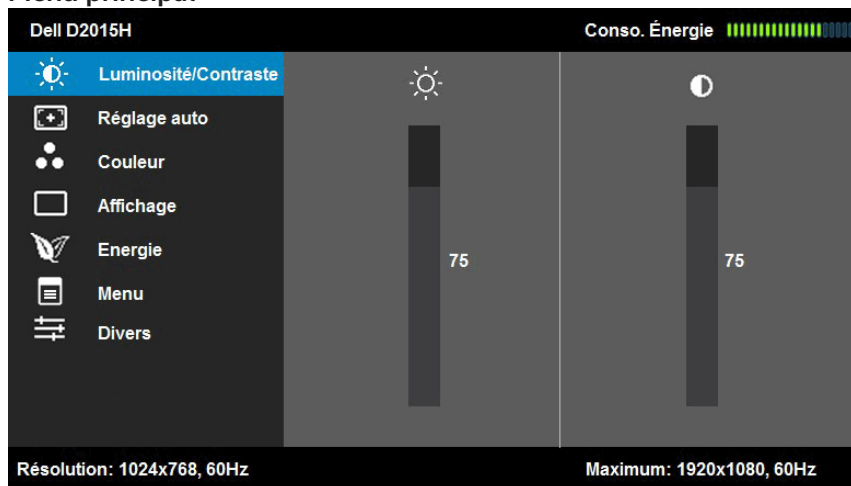 Dell D2015H Conso. Énergie
Luminosité/Contraste
Réglage auto
Couleur
Affichage
Energie
75 75
Menu
Divers
Résolution: 1024x768, 60Hz Maximum: 1920x1080, 60Hz